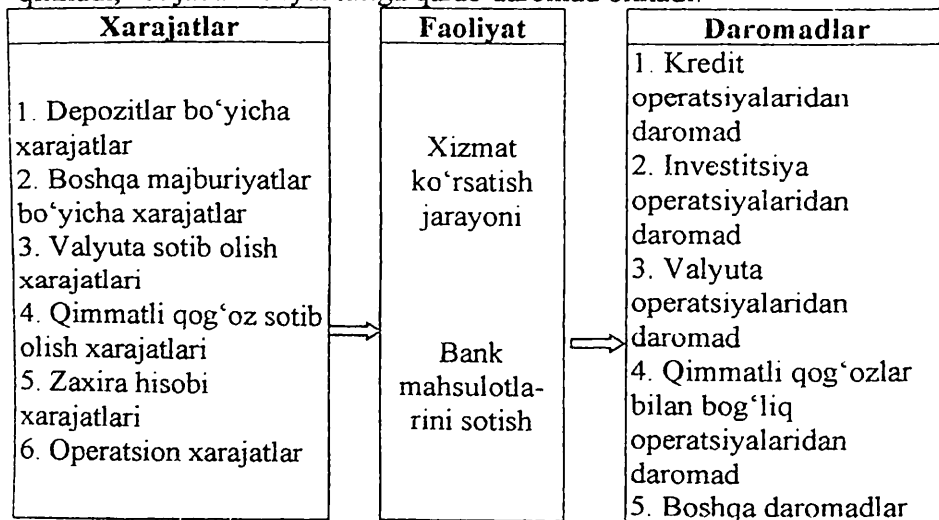 Xarajatlar
1. Depozitlar bo‘yicha
xarajatlar
2. Boshqa majburiyatlar
bo‘yicha xarajatlar
3. Valyuta sotib olish
xarajatlari
4. Qimmatli qog‘oz sotib
olish xarajatlari
5. Zaxira hisobi
xarajatlari
6. Operatsion xarajatlar
Faoliyat
Xizmat
ko‘rsatish
jarayoni
Bank
mahsulotla-
rini sotish
Daromadlar
1. Kredit
operatsiyalaridan
daromad
2. Investitsiya
operatsiyalaridan
daromad
3. Valyuta
operatsiyalaridan
daromad
4. Qimmatli qog‘ozlar
bilan bog‘liq
operatsiyalaridan
daromad
5. Boshqa daromadlar